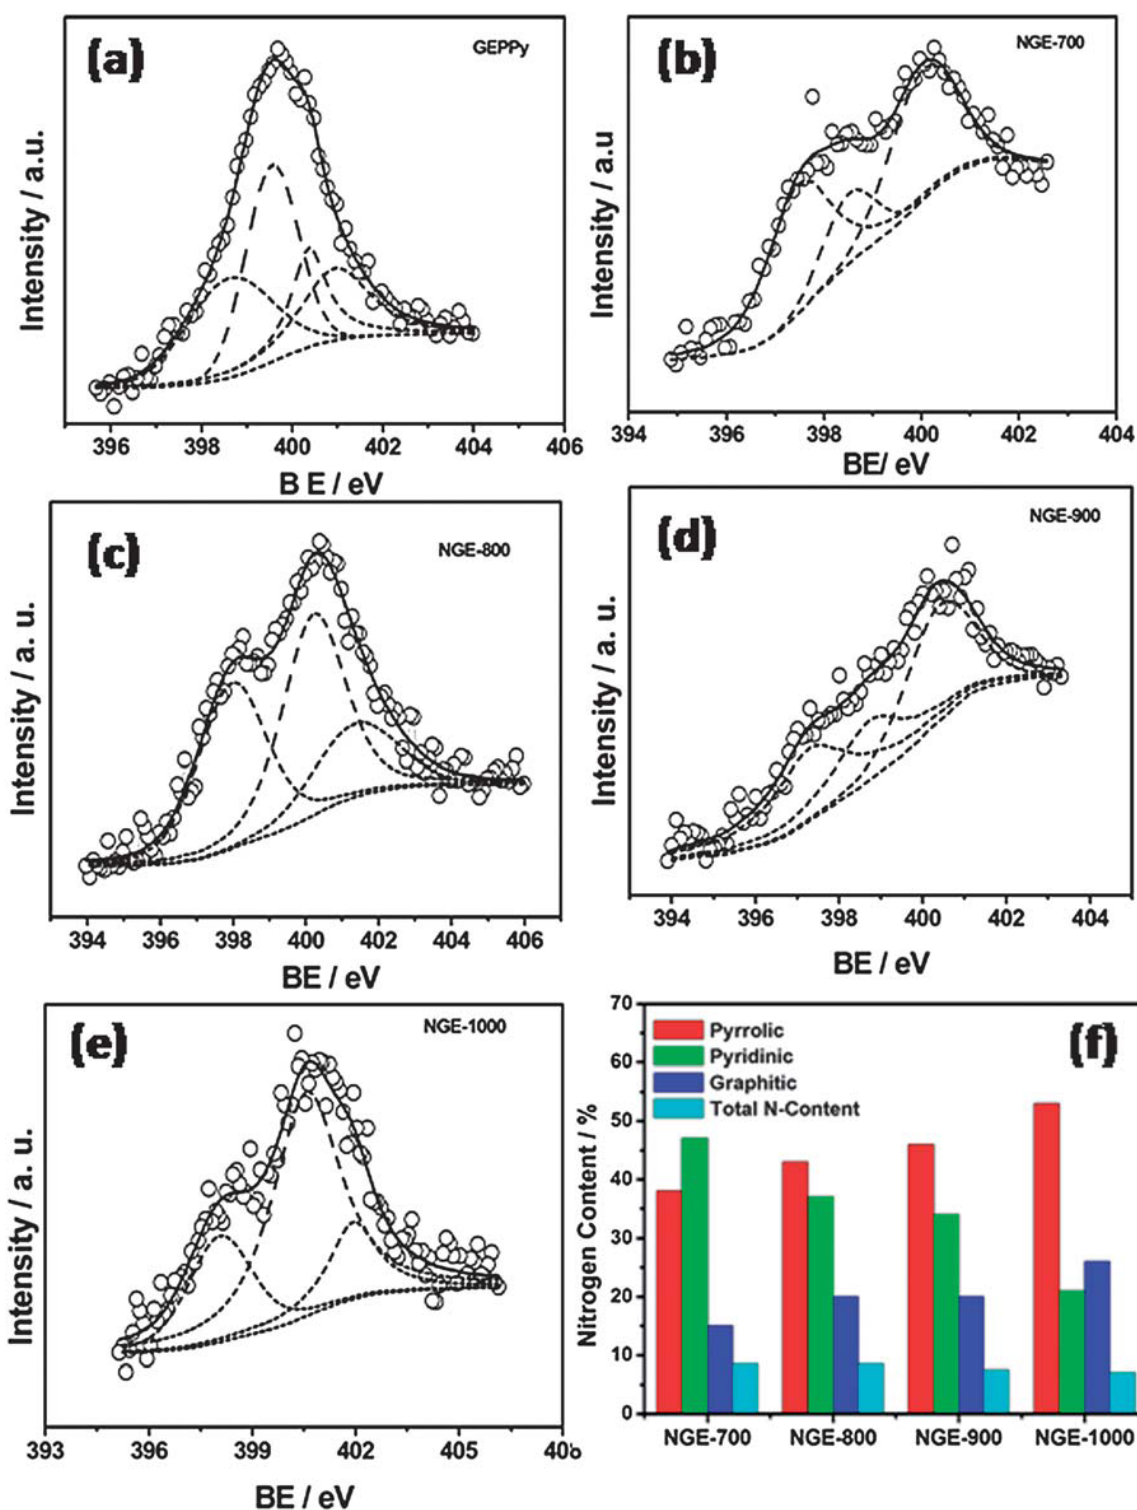 (a)
GEPPy
Intensity / a.u.
396 398 400 402 404 406
B E / eV
(b)
NGE-700
Intensity / a.u
394 396 398 400 402 404
BE/ eV
(c)
NGE-800
Intensity / a. u.
394 396 398 400 402 404 406
BE / eV
(d)
NGE-900
Intensity / a. u.
394 396 398 400 402 404
BE / eV
(e)
NGE-1000
Intensity / a. u.
393 396 399 402 405 408
BE / eV
(f)
Pyrrolic
Pyridinic
Graphitic
Total N-Content
Nitrogen Content / %
70
60
50
40
30
20
10
0
NGE-700 NGE-800 NGE-900 NGE-1000